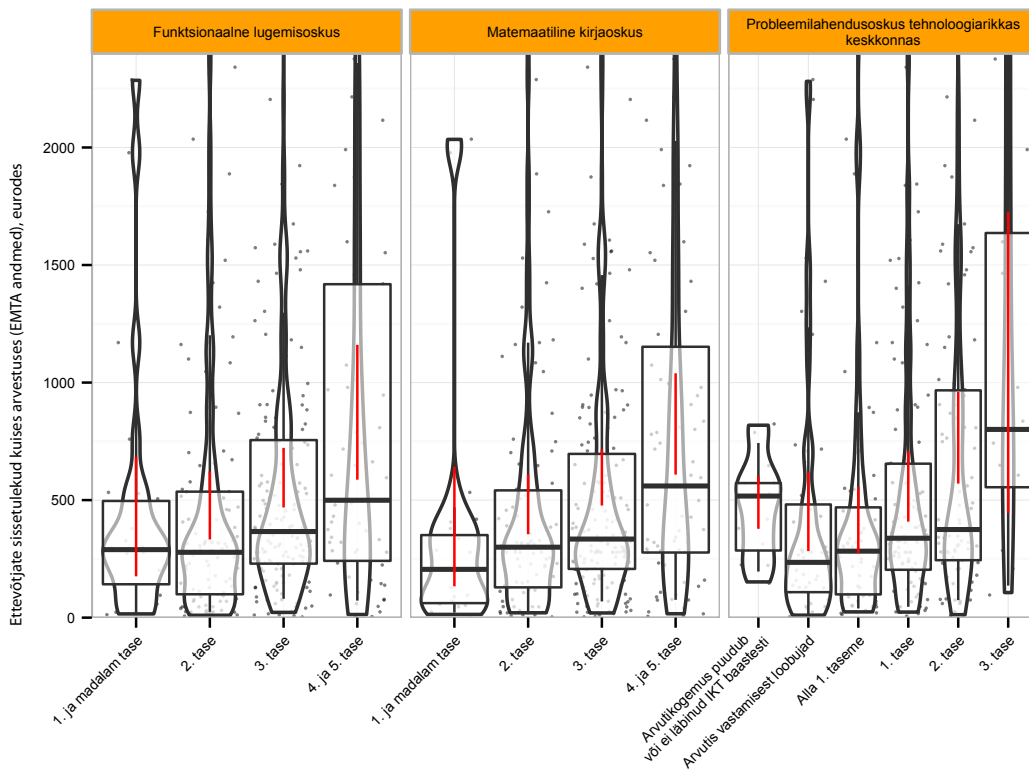 Funktsionaalne lugemisoskus
Matemaatiline kirjaoskus
Probleemilahendusoskus tehnoloogiarikkas
keskkonnas
Ettevõtjate sissetulekud kuises arvestuses (EMTA andmed), eurodes
2000
1500
1000
500
0
1. ja madalam tase
2. tase
3. tase
4. ja 5. tase
1. ja madalam tase
2. tase
3. tase
4. ja 5. tase
Arvutikogemus puudub
või ei läbinud IKT baastesti
Arvutis vastamisest loobujad
Alla 1. taseme
1. tase
2. tase
3. tase